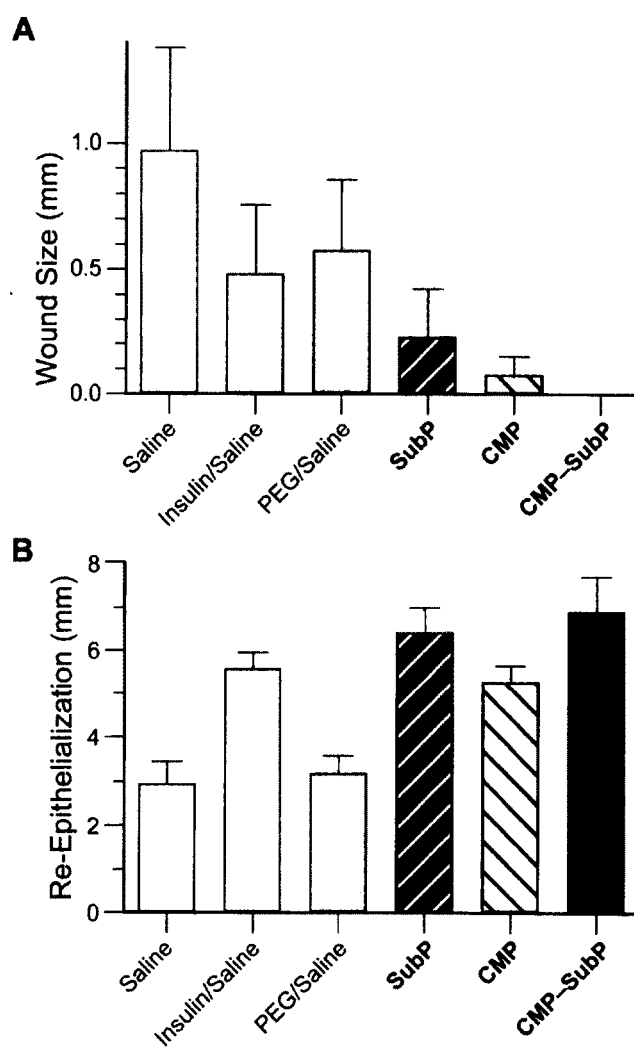 A
Wound Size (mm)
1.0
0.5
0.0
Saline
Insulin/Saline
PEG/Saline
SubP
CMP
CMP–SubP
B
Re-Epithelialization (mm)
8
6
4
2
0
Saline
Insulin/Saline
PEG/Saline
SubP
CMP
CMP–SubP